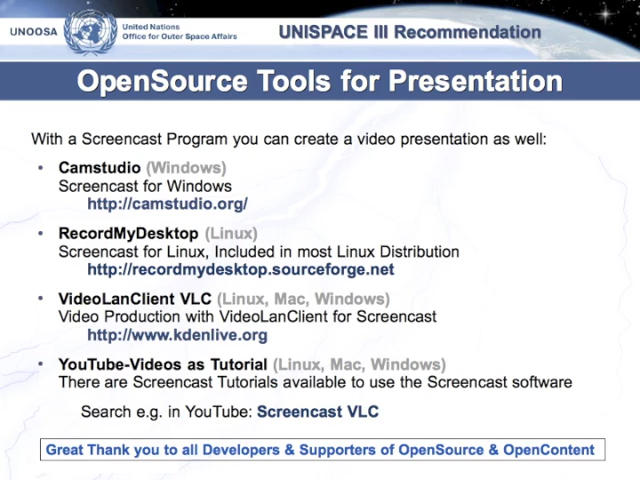 UNOOSA
United Nations
Office for Outer Space Affairs
UNISPACE III Recommendation
OpenSource Tools for Presentation
With a Screencast Program you can create a video presentation as well:
• Camstudio (Windows)
Screencast for Windows
http://camstudio.org/
• RecordMyDesktop (Linux)
Screencast for Linux, Included in most Linux Distribution
http://recordmydesktop.sourceforge.net
• VideoLanClient VLC (Linux, Mac, Windows)
Video Production with VideoLanClient for Screencast
http://www.kdenlive.org
• YouTube-Videos as Tutorial (Linux, Mac, Windows)
There are Screencast Tutorials available to use the Screencast software
Search e.g. in YouTube: Screencast VLC
Great Thank you to all Developers & Supporters of OpenSource & OpenContent